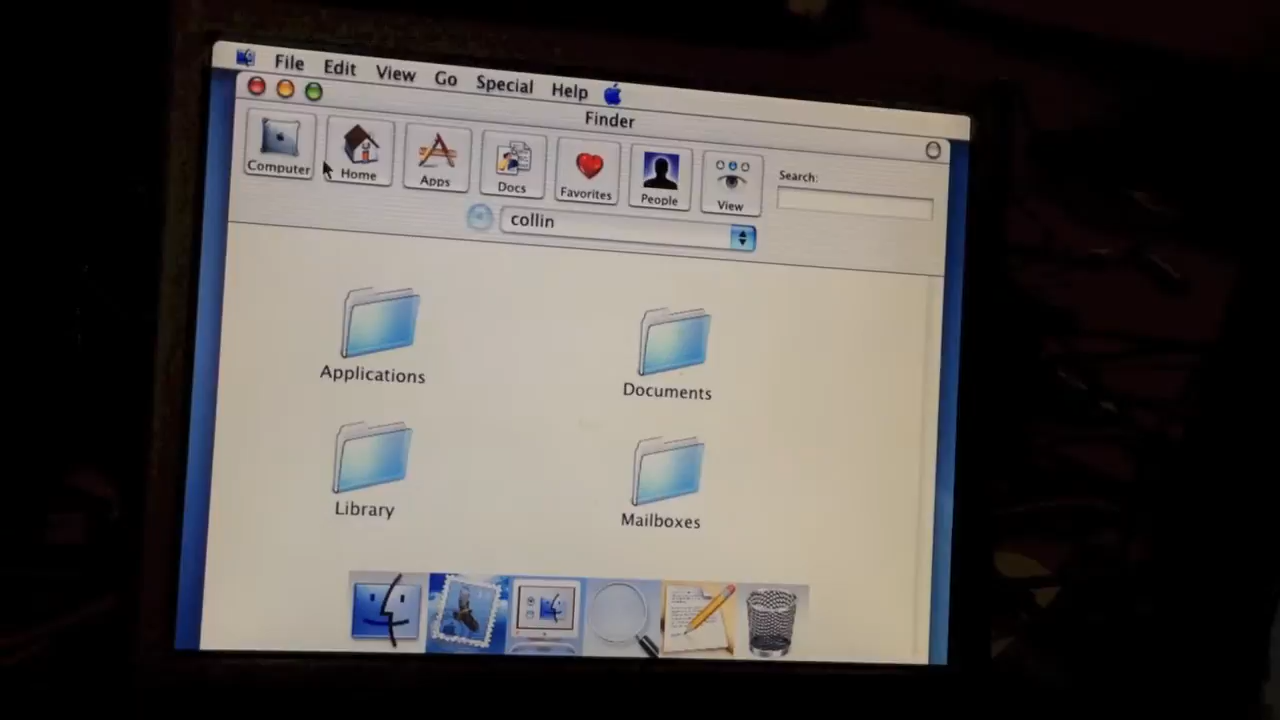 File Edit View Go Special Help
Finder
Computer Home Apps Docs Favorites People View Search:
collin
Applications Documents
Library Mailboxes